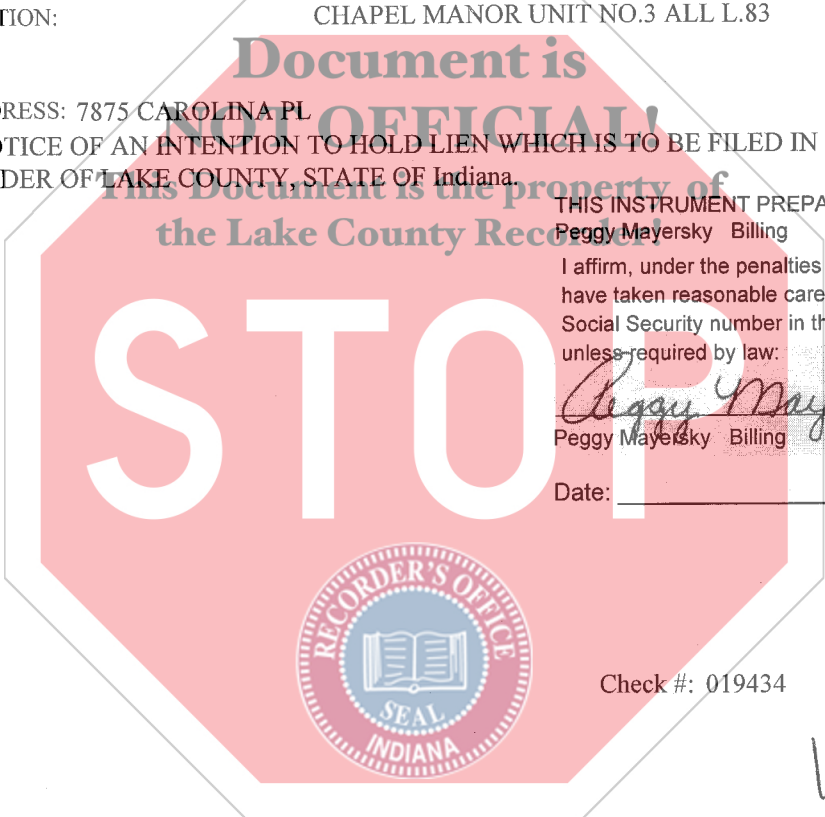 TION: CHAPEL MANOR UNIT NO.3 ALL L.83
Document is
RESS: 7875 CAROLINA PL
NOT OFFICIAL!
TICE OF AN INTENTION TO HOLD LIEN WHICH IS TO BE FILED IN
DER OF LAKE COUNTY, STATE OF Indiana.
This Document is the property of
the Lake County Recorder!
THIS INSTRUMENT PREPA
Peggy Mayersky Billing
I affirm, under the penalties
have taken reasonable care
Social Security number in th
unless required by law:
Peggy May
Peggy Mayersky Billing
Date:
STOP
RECORDER'S OFFICE
SEAL
INDIANA
Check #: 019434